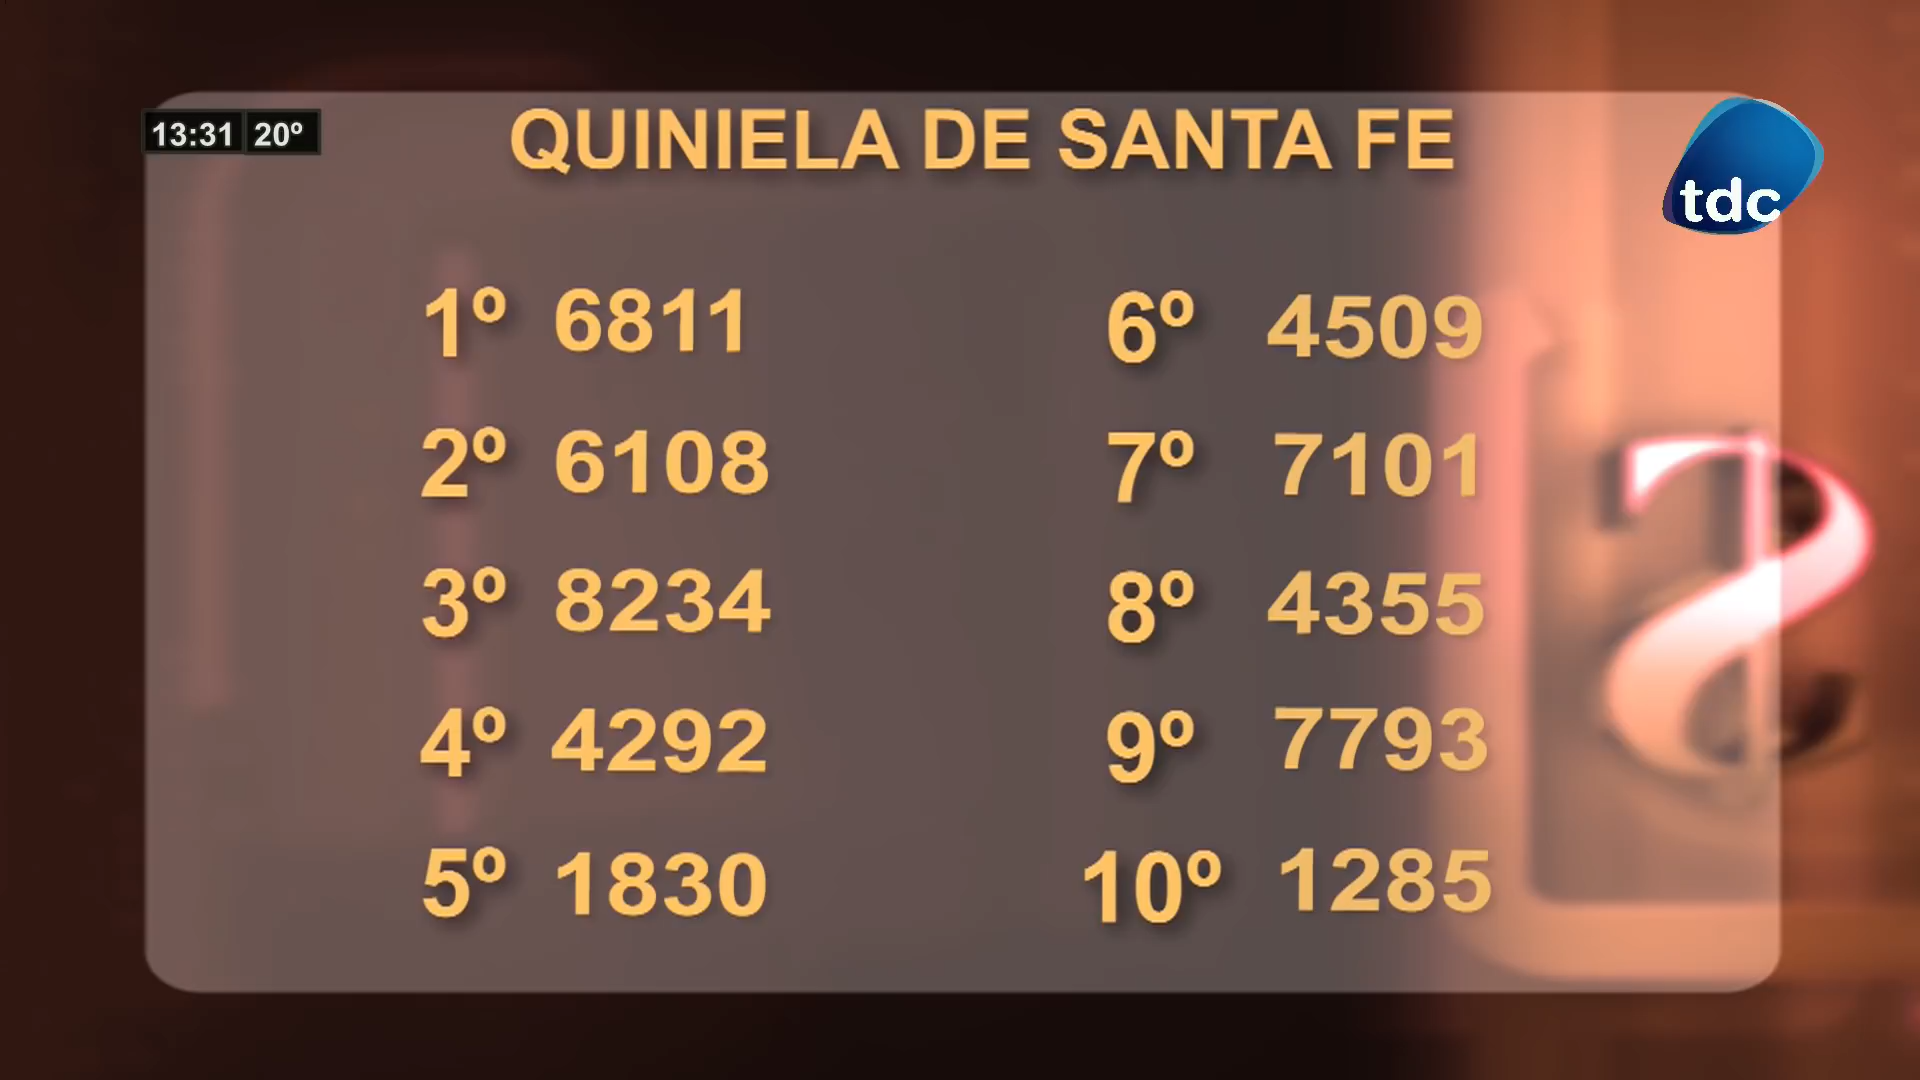 13:31 20º
QUINIELA DE SANTA FE
tdc
1º 6811
2º 6108
3º 8234
4º 4292
5º 1830
6º 4509
7º 7101
8º 4355
9º 7793
10º 1285